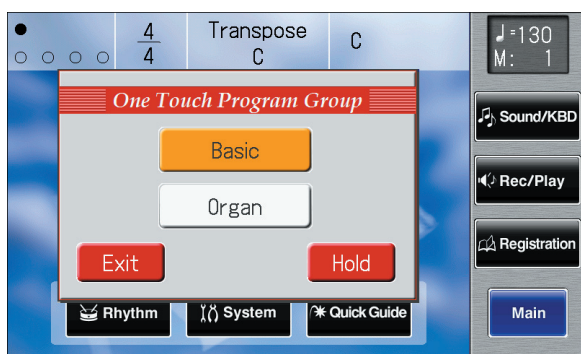 4
4
Transpose
C
C
♩=130
M: 1
One Touch Program Group
Basic
Organ
Exit
Hold
Sound/KBD
Rec/Play
Registration
Rhythm
System
Quick Guide
Main